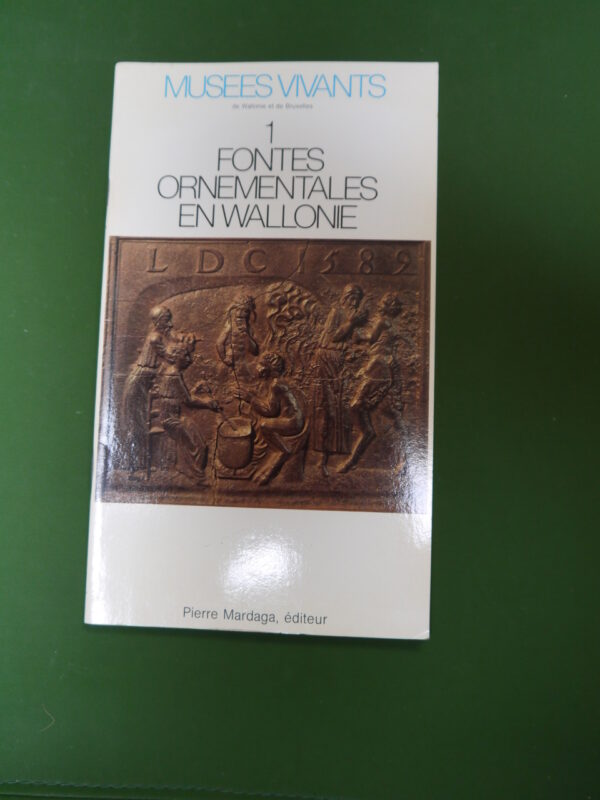 MUSEES VIVANTS
de Wallonie et de Bruxelles
1
FONTES
ORNEMENTALES
EN WALLONIE
L D C 1589
Pierre Mardaga, éditeur